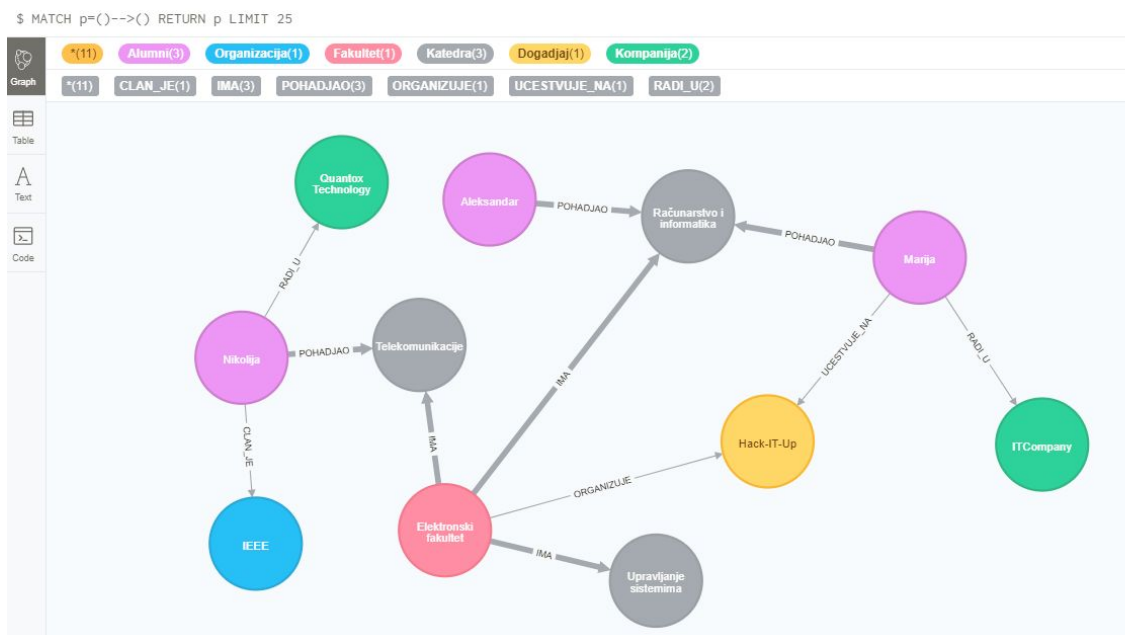 $ MATCH p=()-->() RETURN p LIMIT 25
*(11) Alumni(3) Organizacija(1) Fakultet(1) Katedra(3) Dogadjaj(1) Kompanija(2)
*(11) CLAN_JE(1) IMA(3) POHADJAO(3) ORGANIZUJE(1) UCESTVUJE_NA(1) RADI_U(2)
Graph
Table
Text
Code
Quantox
Technology
Aleksandar
POHADJAO
Računarstvo i
informatika
POHADJAO
Marija
RADI_U
Nikolija
POHADJAO
Telekomunikacije
UCESTVUJE_NA
RADI_U
IMA
CLAN_JE
IMA
Hack-IT-Up
ITCompany
ORGANIZUJE
Elektronski
fakultet
IEEE
IMA
Upravljanje
sistemima